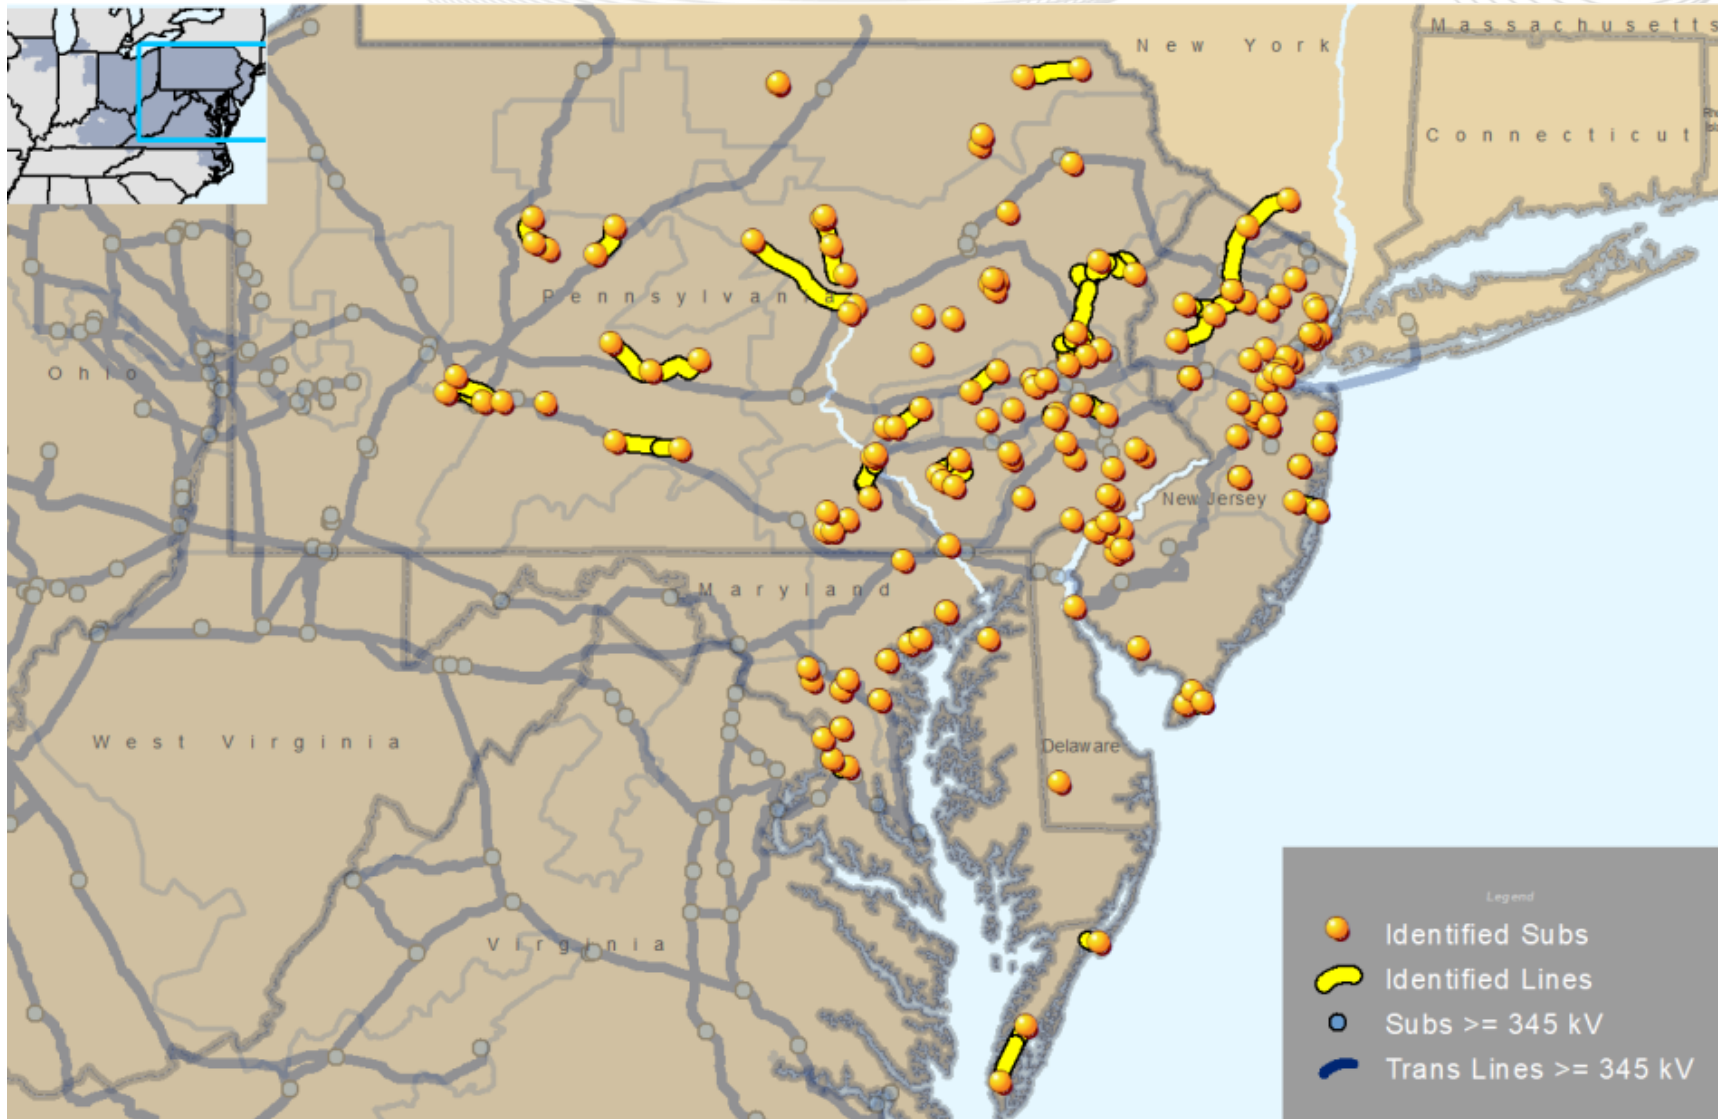 Massachusetts
New York
Connecticut
Pennsylvania
Ohio
New Jersey
Maryland
West Virginia
Delaware
Virginia
Legend
Identified Subs
Identified Lines
Subs >= 345 kV
Trans Lines >= 345 kV